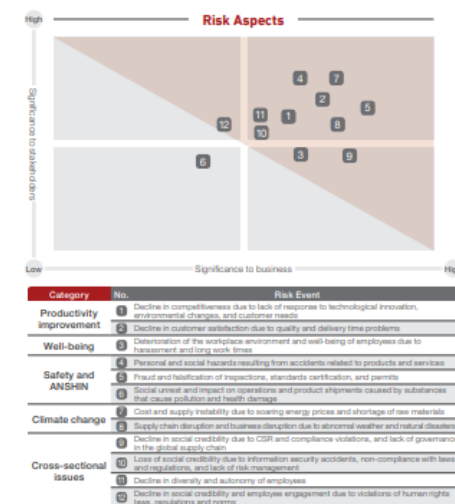 High
Risk Aspects
Significance to stakeholders
4
7
2
5
11
1
12
8
10
3
9
6
Low
Significance to business
High
Category
No.
Risk Event
Productivity
improvement
1
Decline in competitiveness due to lack of response to technological innovation,
environmental changes, and customer needs
2
Decline in customer satisfaction due to quality and delivery time problems
Well-being
3
Deterioration of the workplace environment and well-being of employees due to
harassment and long work times
Safety and
ANSHIN
4
Personal and social hazards resulting from accidents related to products and services
5
Fraud and falsification of inspections, standards certification, and permits
6
Social unrest and impact on operations and product shipments caused by substances
that cause pollution and health damage
Climate change
7
Cost and supply instability due to soaring energy prices and shortage of raw materials
8
Supply chain disruption and business disruption due to abnormal weather and natural disasters
Cross-sectional
issues
9
Decline in social credibility due to CSR and compliance violations, and lack of governance
in the global supply chain
10
Loss of social credibility due to information security accidents, non-compliance with laws
and regulations, and lack of risk management
11
Decline in diversity and autonomy of employees
12
Decline in social credibility and employee engagement due to violations of human rights
laws, regulations and norms